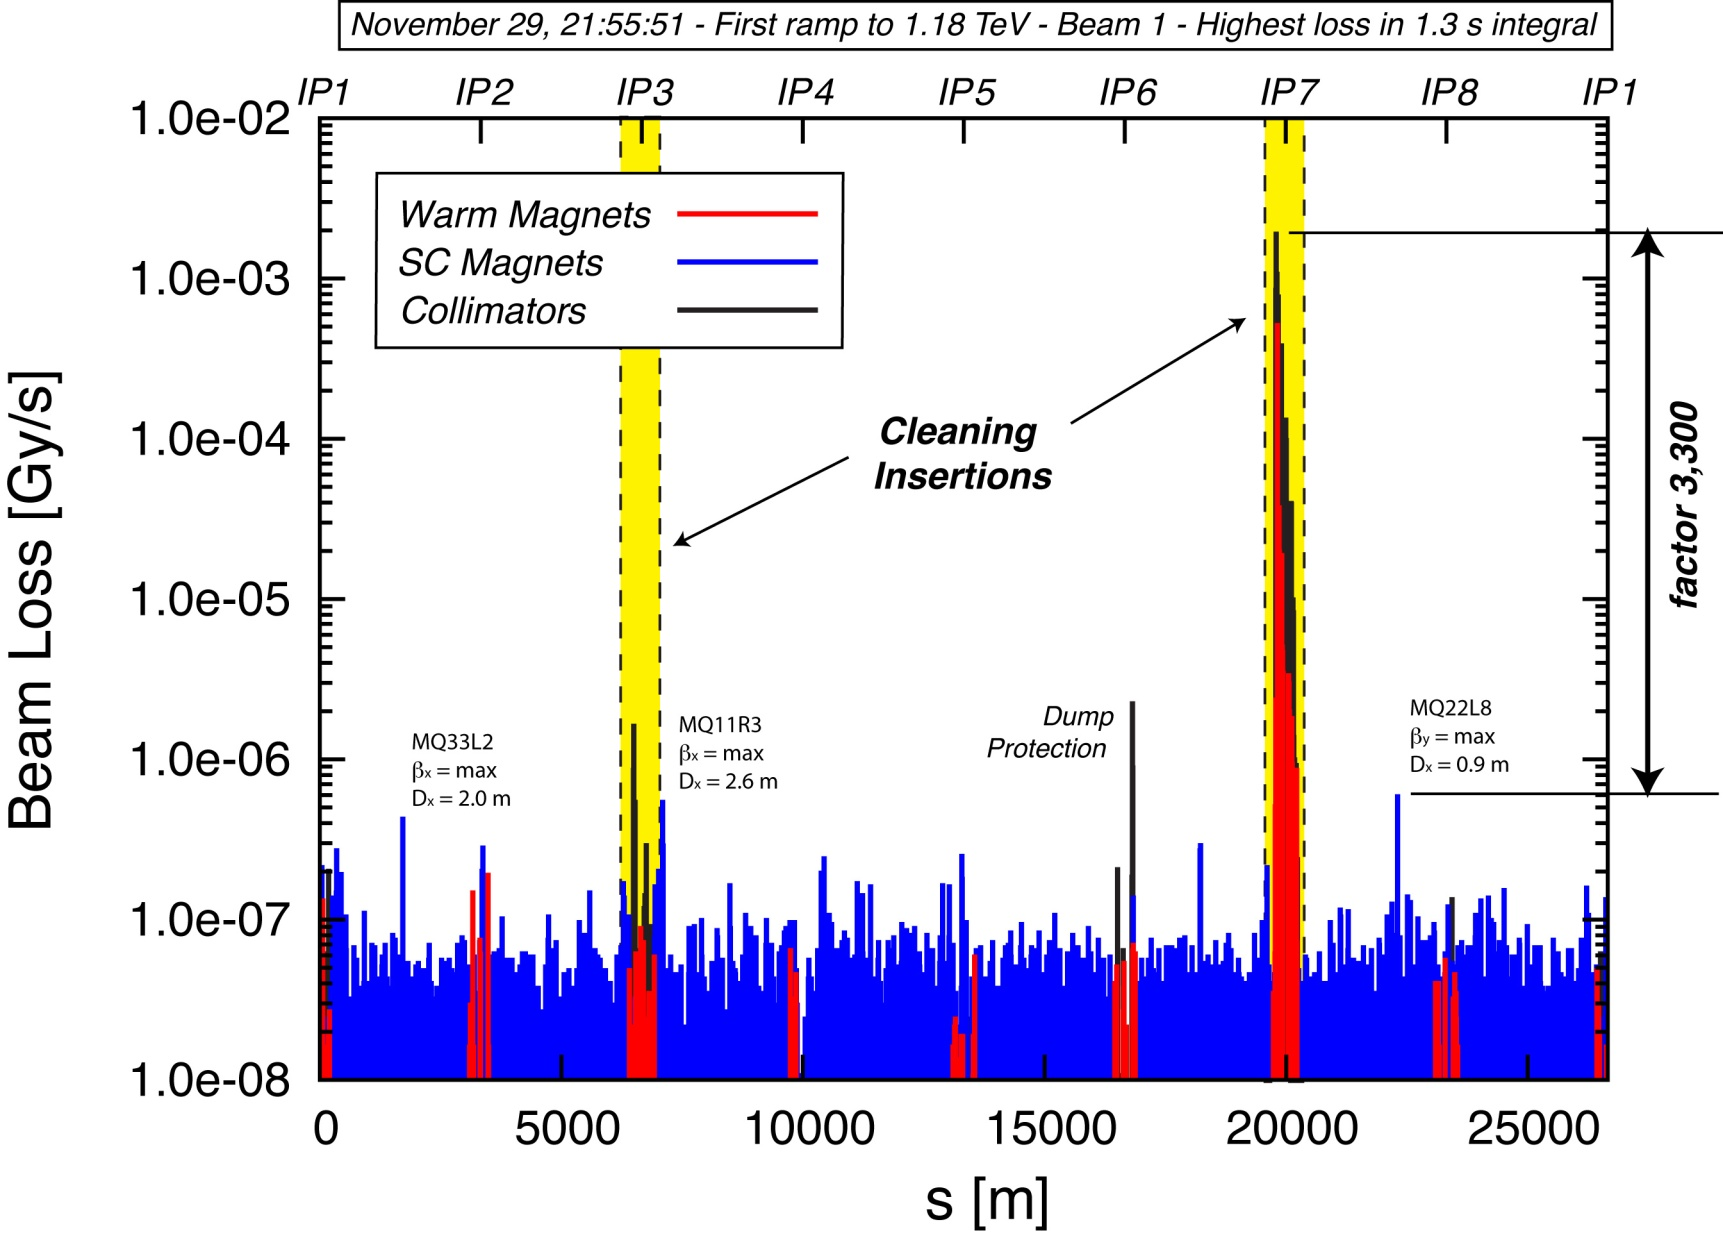 November 29, 21:55:51 - First ramp to 1.18 TeV - Beam 1 - Highest loss in 1.3 s integral
IP1 IP2 IP3 IP4 IP5 IP6 IP7 IP8 IP1
1.0e-02
1.0e-03
1.0e-04
1.0e-05
1.0e-06
1.0e-07
1.0e-08
Beam Loss [Gy/s]
Warm Magnets
SC Magnets
Collimators
Cleaning
Insertions
factor 3,300
MQ33L2
βx = max
Dx = 2.0 m
MQ11R3
βx = max
Dx = 2.6 m
Dump
Protection
MQ22L8
βy = max
Dx = 0.9 m
0 5000 10000 15000 20000 25000
s [m]